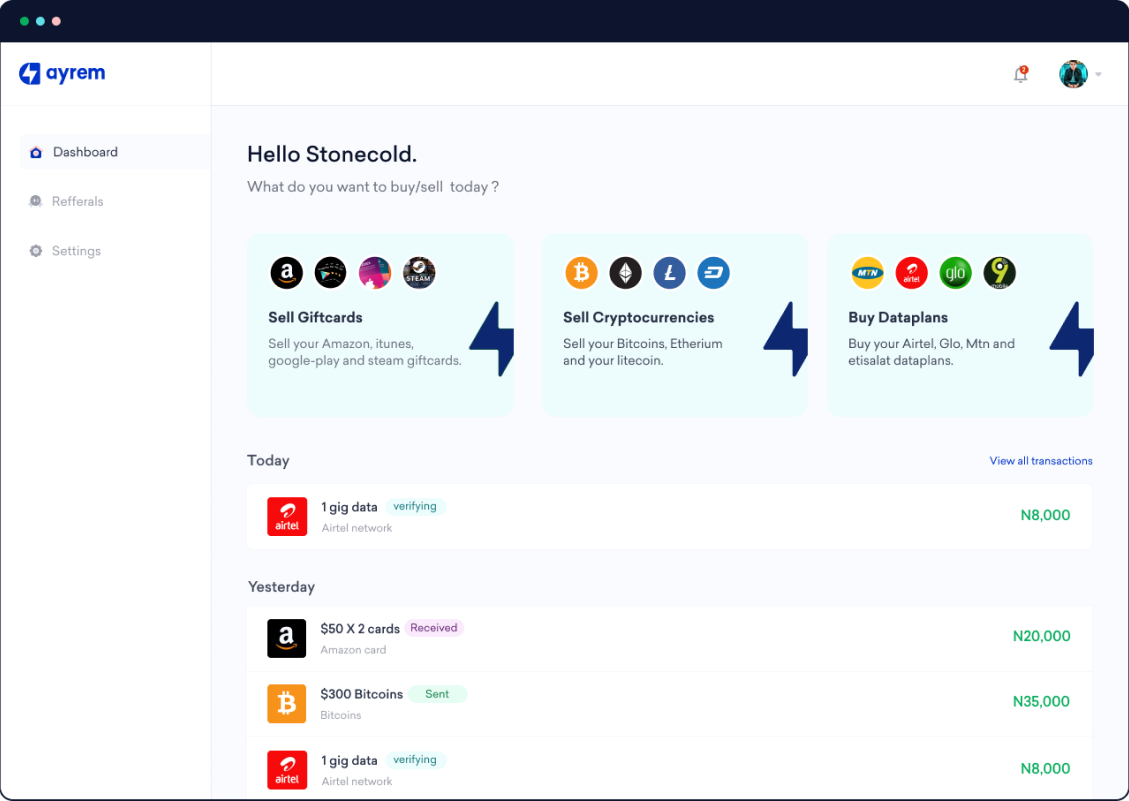 ayrem
2
Dashboard
Refferals
Settings
Hello Stonecold.
What do you want to buy/sell today ?
a
STEAM
Sell Giftcards
Sell your Amazon, itunes,
google-play and steam giftcards.
Sell Cryptocurrencies
Sell your Bitcoins, Etherium
and your litecoin.
MTN
airtel
glo
9
mobile
Buy Dataplans
Buy your Airtel, Glo, Mtn and
etisalat dataplans.
Today
View all transactions
airtel
1 gig data verifying
Airtel network
N8,000
Yesterday
a
$50 X 2 cards Received
Amazon card
N20,000
$300 Bitcoins Sent
Bitcoins
N35,000
airtel
1 gig data verifying
Airtel network
N8,000